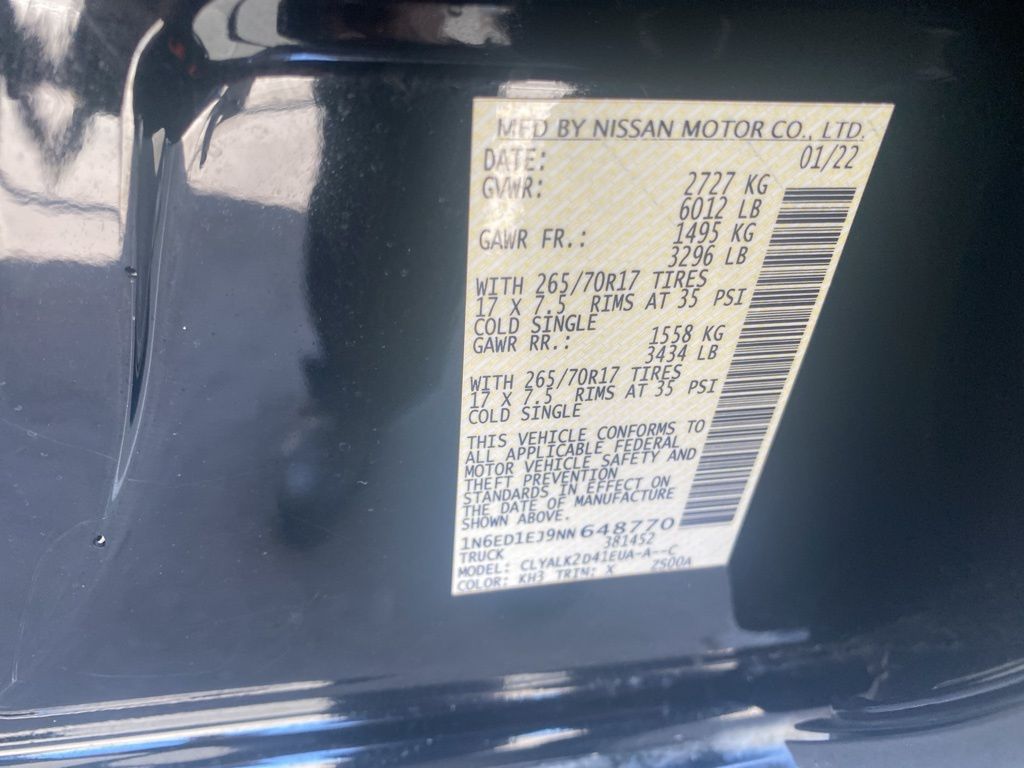 MFD BY NISSAN MOTOR CO., LTD.
DATE: 01/22
GVWR: 2727 KG
6012 LB
GAWR FR.: 1495 KG
3296 LB
WITH 265/70R17 TIRES
17 X 7.5 RIMS AT 35 PSI
COLD SINGLE
GAWR RR.: 1558 KG
3434 LB
WITH 265/70R17 TIRES
17 X 7.5 RIMS AT 35 PSI
COLD SINGLE
THIS VEHICLE CONFORMS TO
ALL APPLICABLE FEDERAL
MOTOR VEHICLE SAFETY AND
THEFT PREVENTION
STANDARDS IN EFFECT ON
THE DATE OF MANUFACTURE
SHOWN ABOVE.
1N6ED1EJ9NN648770
TRUCK 381452
MODEL: CLYALK2D41EUA-A--C
COLOR: KH3 TRIM: X ZS00A